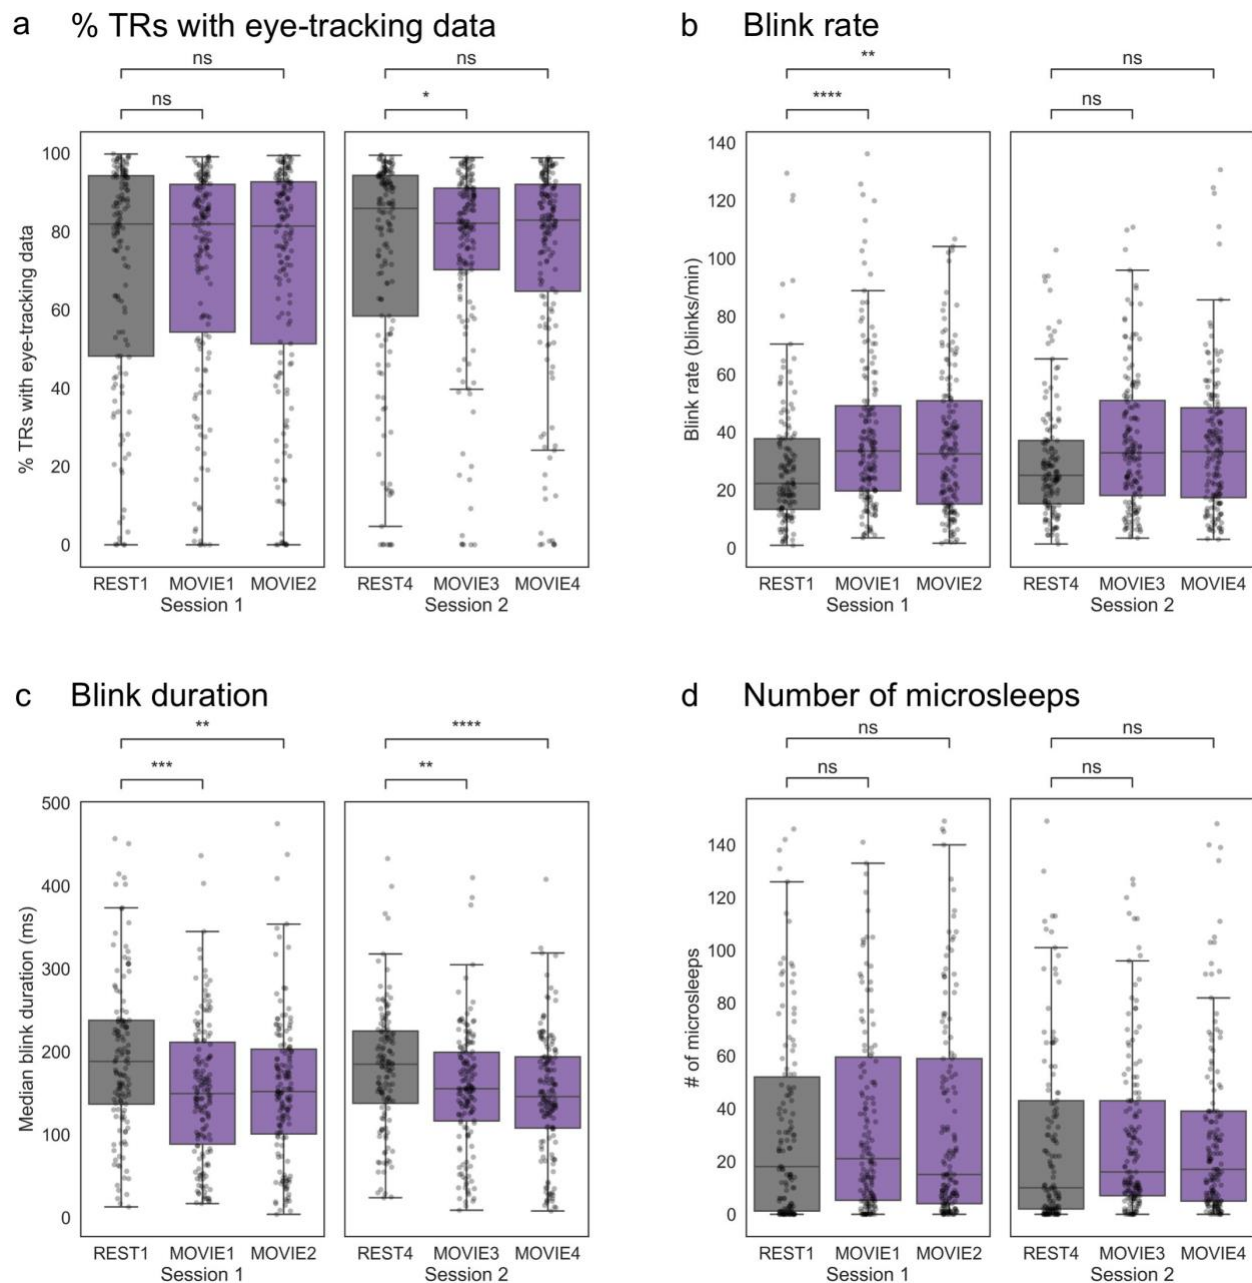 a % TRs with eye-tracking data
ns ns
ns *
% TRs with eye-tracking data
100
80
60
40
20
0
REST1 MOVIE1 MOVIE2 REST4 MOVIE3 MOVIE4
Session 1 Session 2
b Blink rate
** ns
**** ns
Blink rate (blinks/min)
140
120
100
80
60
40
20
0
REST1 MOVIE1 MOVIE2 REST4 MOVIE3 MOVIE4
Session 1 Session 2
c Blink duration
** ****
*** **
Median blink duration (ms)
500
400
300
200
100
0
REST1 MOVIE1 MOVIE2 REST4 MOVIE3 MOVIE4
Session 1 Session 2
d Number of microsleeps
ns ns
ns ns
# of microsleeps
140
120
100
80
60
40
20
0
REST1 MOVIE1 MOVIE2 REST4 MOVIE3 MOVIE4
Session 1 Session 2